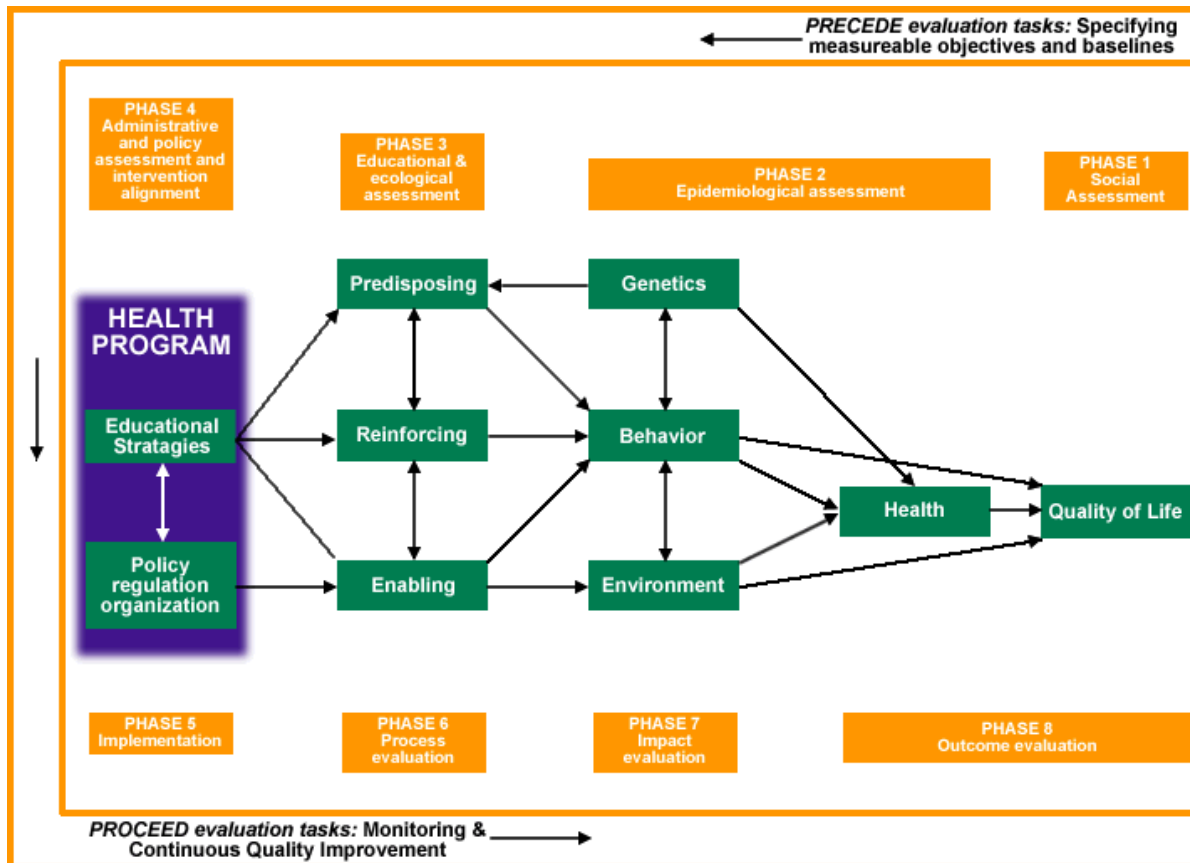 PRECEDE evaluation tasks: Specifying
measureable objectives and baselines
PHASE 4
Administrative
and policy
assessment and
intervention
alignment
PHASE 3
Educational &
ecological
assessment
PHASE 2
Epidemiological assessment
PHASE 1
Social
Assessment
HEALTH
PROGRAM
Predisposing
Genetics
Educational
Stratagies
Reinforcing
Behavior
Health
Quality of Life
Policy
regulation
organization
Enabling
Environment
PHASE 5
Implementation
PHASE 6
Process
evaluation
PHASE 7
Impact
evaluation
PHASE 8
Outcome evaluation
PROCEED evaluation tasks: Monitoring &
Continuous Quality Improvement